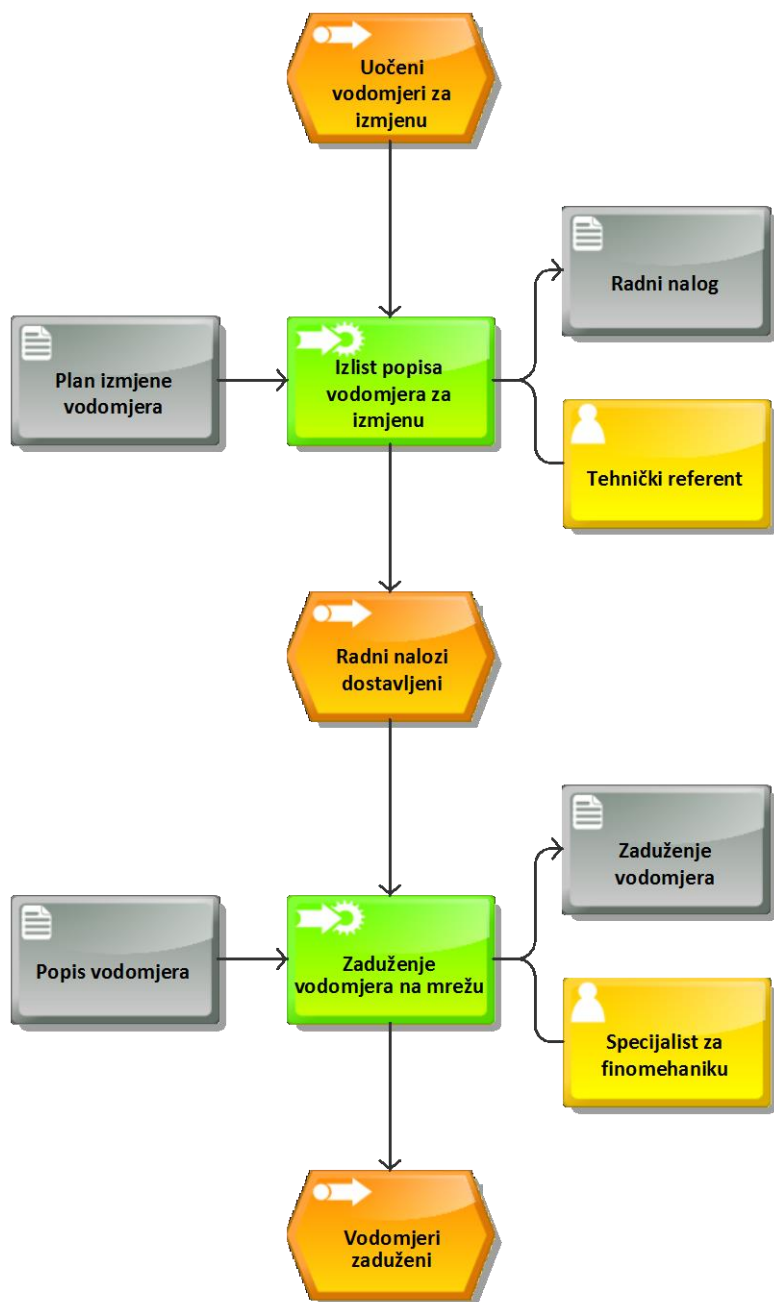 Uočeni
vodomjeri za
izmjenu
Radni nalog
Plan izmjene
vodomjera
Izlist popisa
vodomjera za
izmjenu
Tehnički referent
Radni nalozi
dostavljeni
Zaduženje
vodomjera
Popis vodomjera
Zaduženje
vodomjera na mrežu
Specijalist za
finomehaniku
Vodomjeri
zaduženi